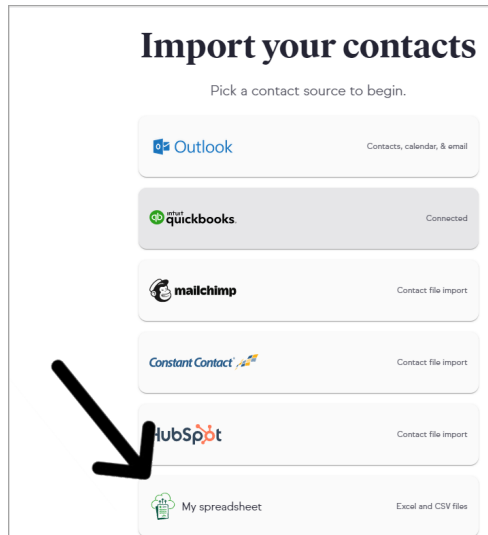 Import your contacts
Pick a contact source to begin.
Outlook Contacts, calendar, & email
intuit quickbooks. Connected
mailchimp Contact file import
Constant Contact Contact file import
HubSpot Contact file import
My spreadsheet Excel and CSV files